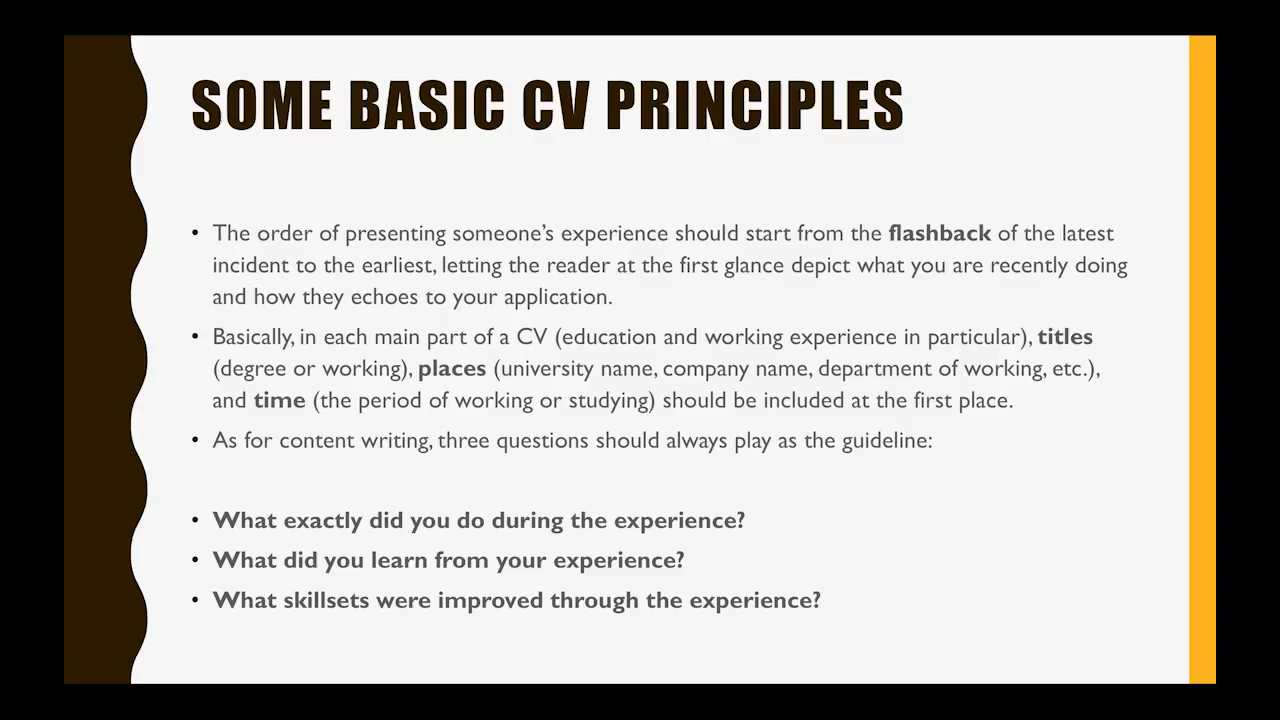 SOME BASIC CV PRINCIPLES
• The order of presenting someone's experience should start from the flashback of the latest
incident to the earliest, letting the reader at the first glance depict what you are recently doing
and how they echoes to your application.
• Basically, in each main part of a CV (education and working experience in particular), titles
(degree or working), places (university name, company name, department of working, etc.),
and time (the period of working or studying) should be included at the first place.
• As for content writing, three questions should always play as the guideline:
• What exactly did you do during the experience?
• What did you learn from your experience?
• What skillsets were improved through the experience?